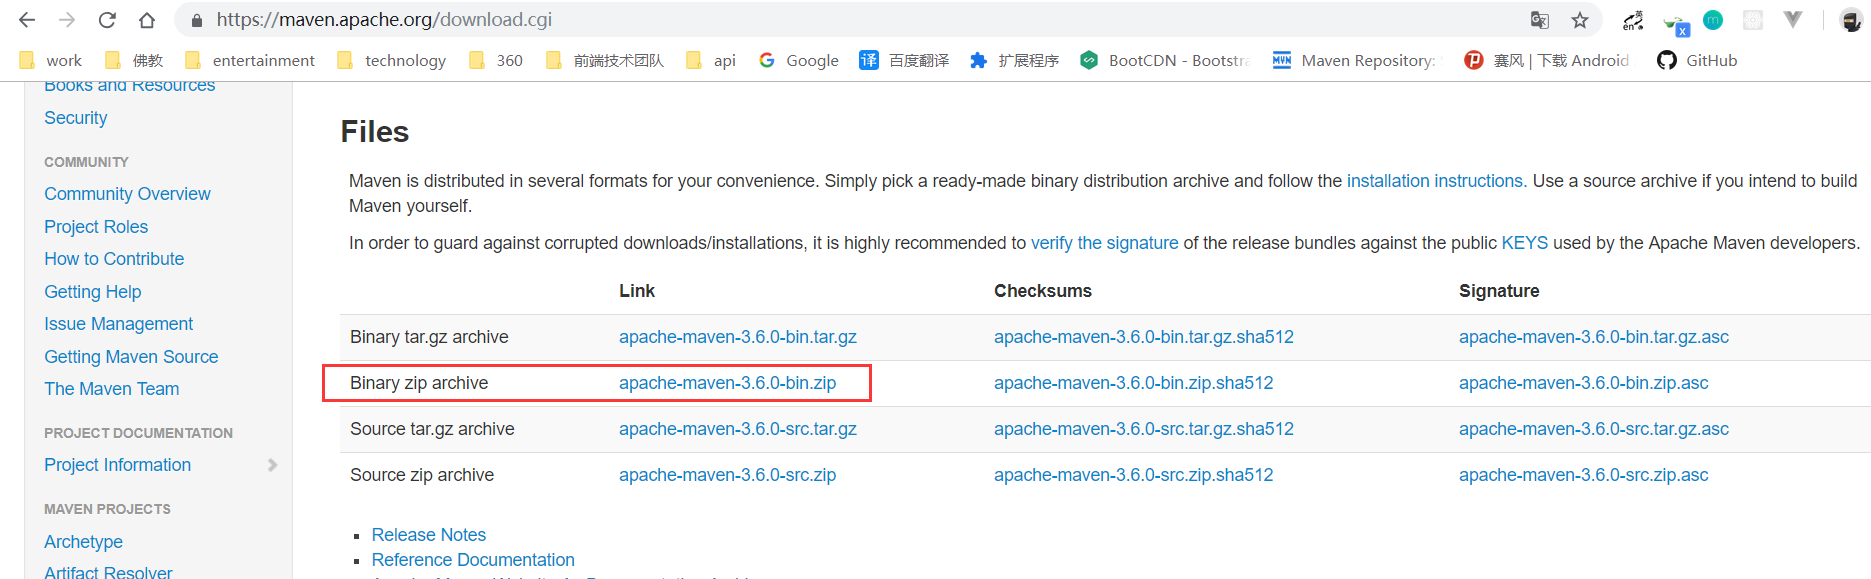 https://maven.apache.org/download.cgi
work 佛教 entertainment technology 360 前端技术团队 api Google 百度翻译 扩展程序 BootCDN - Bootstra Maven Repository: 赛风 | 下载 Android GitHub
Books and Resources
Security
COMMUNITY
Community Overview
Project Roles
How to Contribute
Getting Help
Issue Management
Getting Maven Source
The Maven Team
PROJECT DOCUMENTATION
Project Information
MAVEN PROJECTS
Archetype
Artifact Resolver
Files
Maven is distributed in several formats for your convenience. Simply pick a ready-made binary distribution archive and follow the installation instructions. Use a source archive if you intend to build
Maven yourself.
In order to guard against corrupted downloads/installations, it is highly recommended to verify the signature of the release bundles against the public KEYS used by the Apache Maven developers.
Link Checksums Signature
Binary tar.gz archive apache-maven-3.6.0-bin.tar.gz apache-maven-3.6.0-bin.tar.gz.sha512 apache-maven-3.6.0-bin.tar.gz.asc
Binary zip archive apache-maven-3.6.0-bin.zip apache-maven-3.6.0-bin.zip.sha512 apache-maven-3.6.0-bin.zip.asc
Source tar.gz archive apache-maven-3.6.0-src.tar.gz apache-maven-3.6.0-src.tar.gz.sha512 apache-maven-3.6.0-src.tar.gz.asc
Source zip archive apache-maven-3.6.0-src.zip apache-maven-3.6.0-src.zip.sha512 apache-maven-3.6.0-src.zip.asc
Release Notes
Reference Documentation